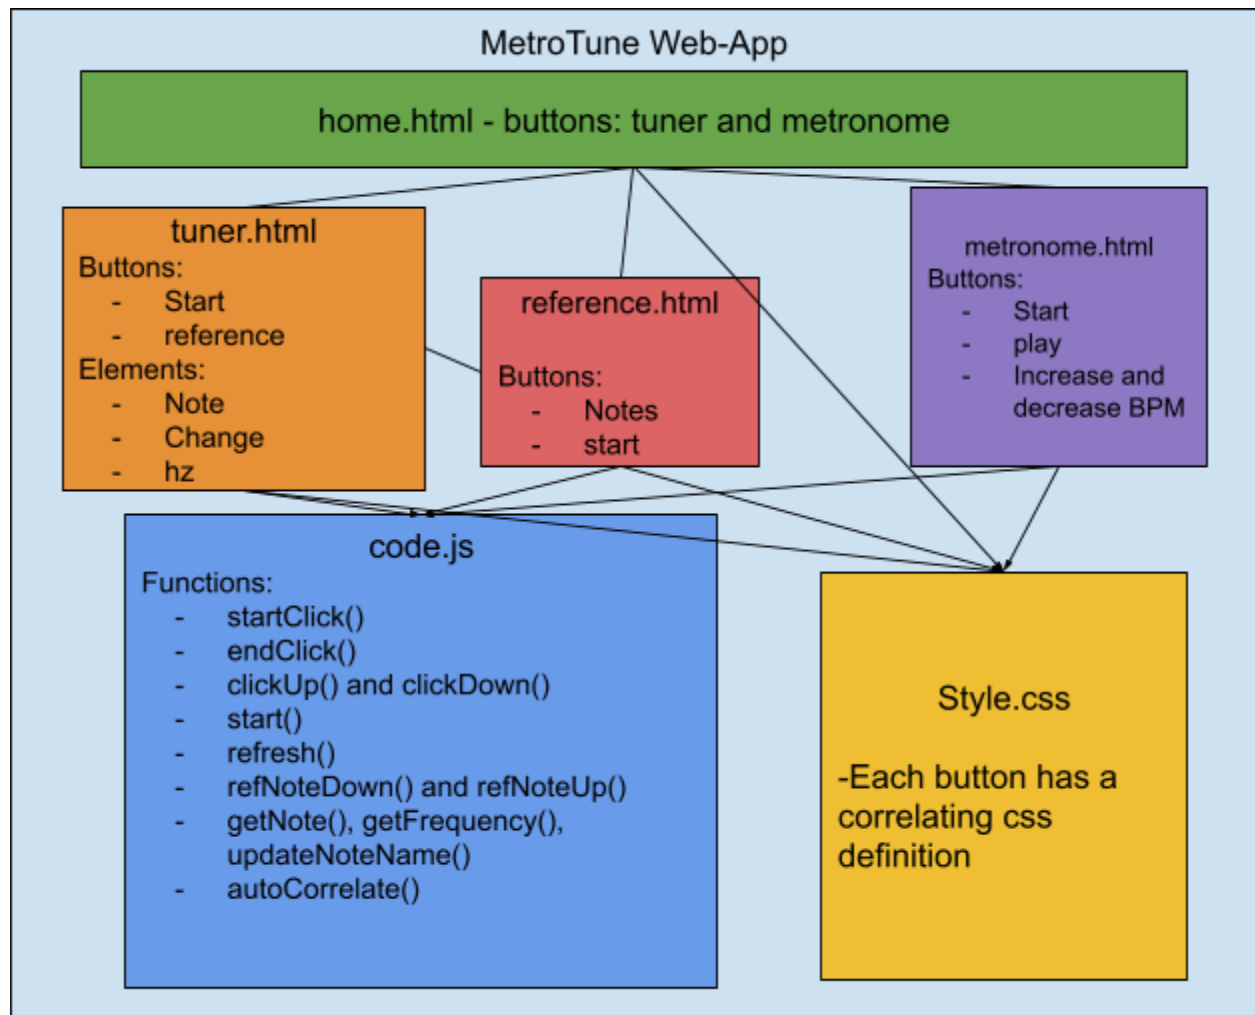 MetroTune Web-App
home.html - buttons: tuner and metronome
tuner.html
Buttons:
- Start
- reference
Elements:
- Note
- Change
- hz
reference.html
Buttons:
- Notes
- start
metronome.html
Buttons:
- Start
- play
- Increase and
decrease BPM
code.js
Functions:
- startClick()
- endClick()
- clickUp() and clickDown()
- start()
- refresh()
- refNoteDown() and refNoteUp()
- getNote(), getFrequency(),
updateNoteName()
- autoCorrelate()
Style.css
-Each button has a
correlating css
definition